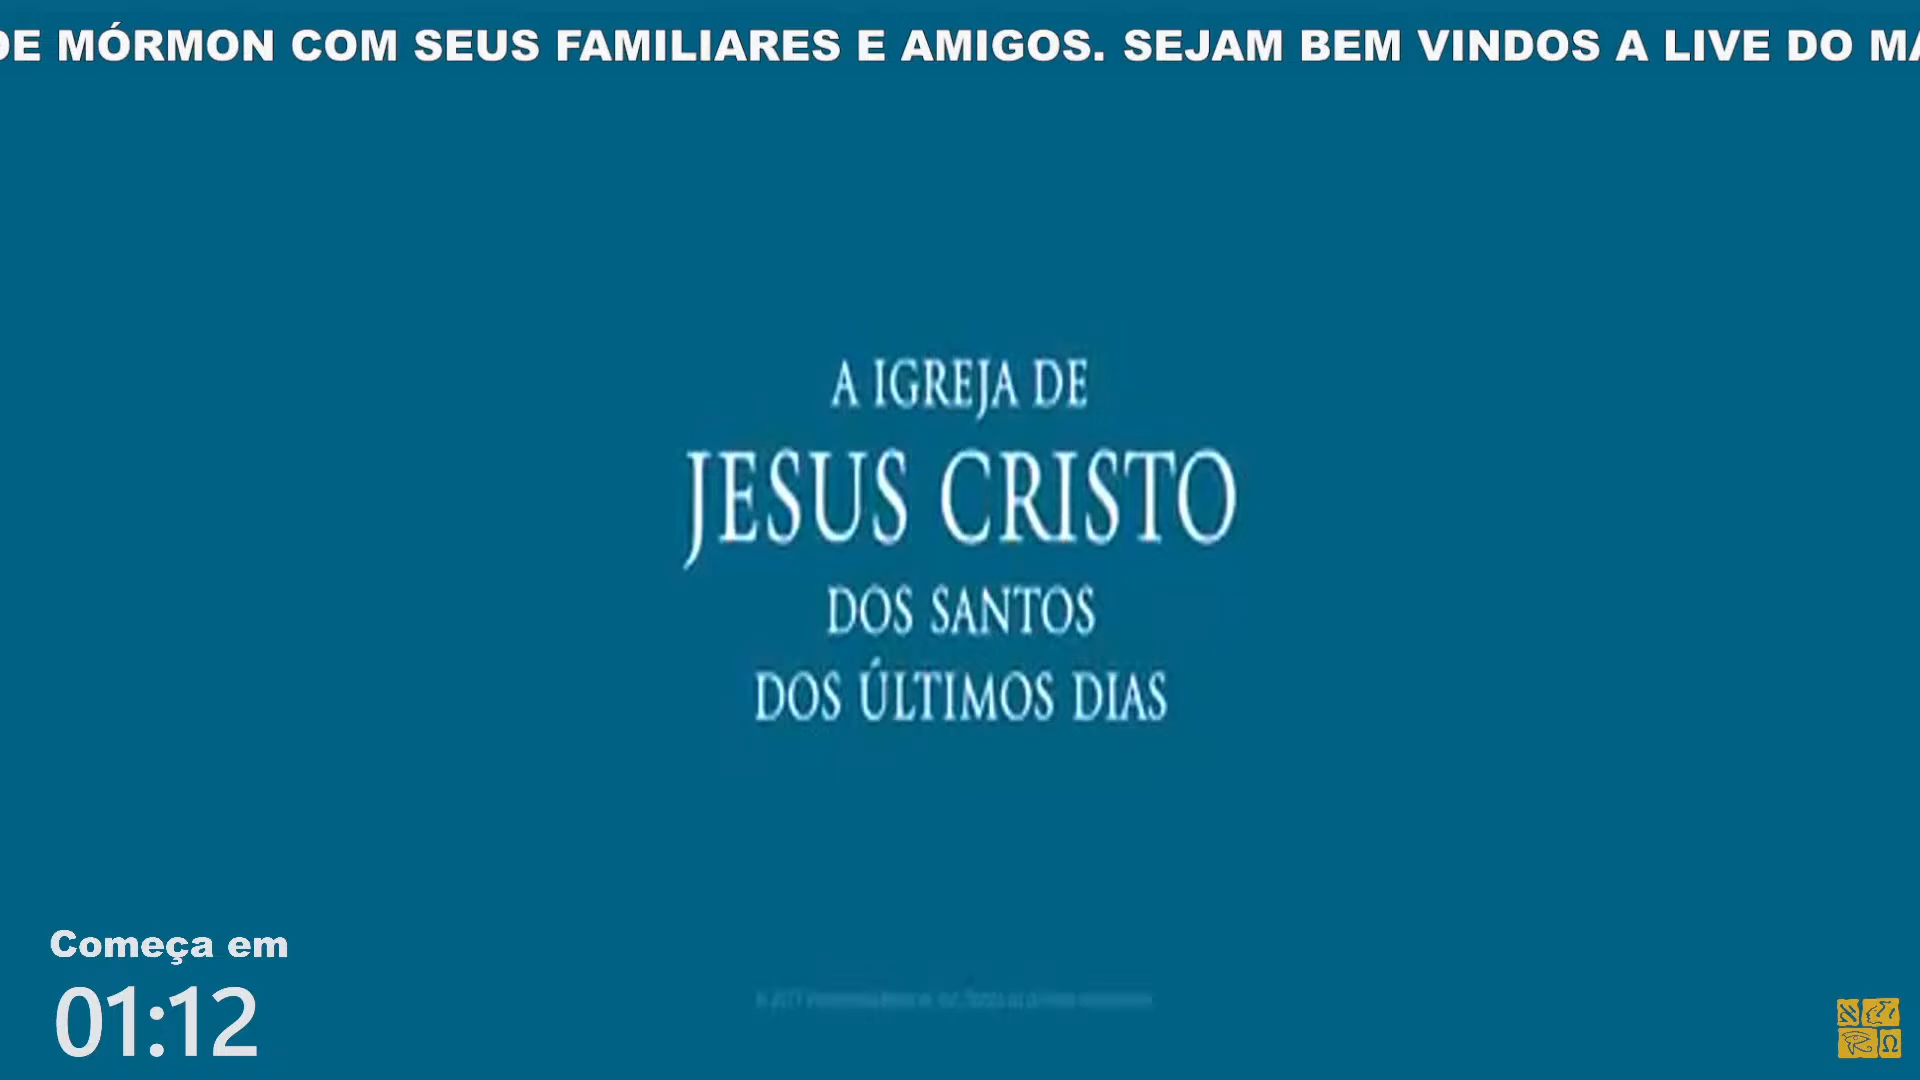 DE MÓRMON COM SEUS FAMILIARES E AMIGOS. SEJAM BEM VINDOS A LIVE DO MA
A IGREJA DE
JESUS CRISTO
DOS SANTOS
DOS ÚLTIMOS DIAS
Começa em
01:12